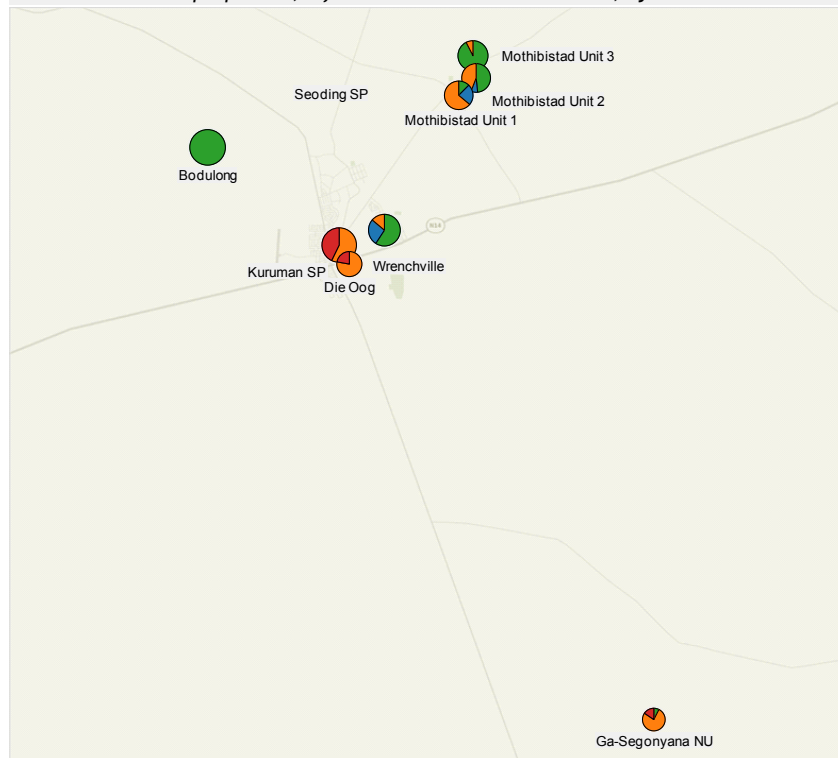 Mothibistad Unit 3
Seoding SP
Mothibistad Unit 2
Mothibistad Unit 1
Bodulong
N14
Wrenchville
Kuruman SP
Die Oog
Ga-Segonyana NU